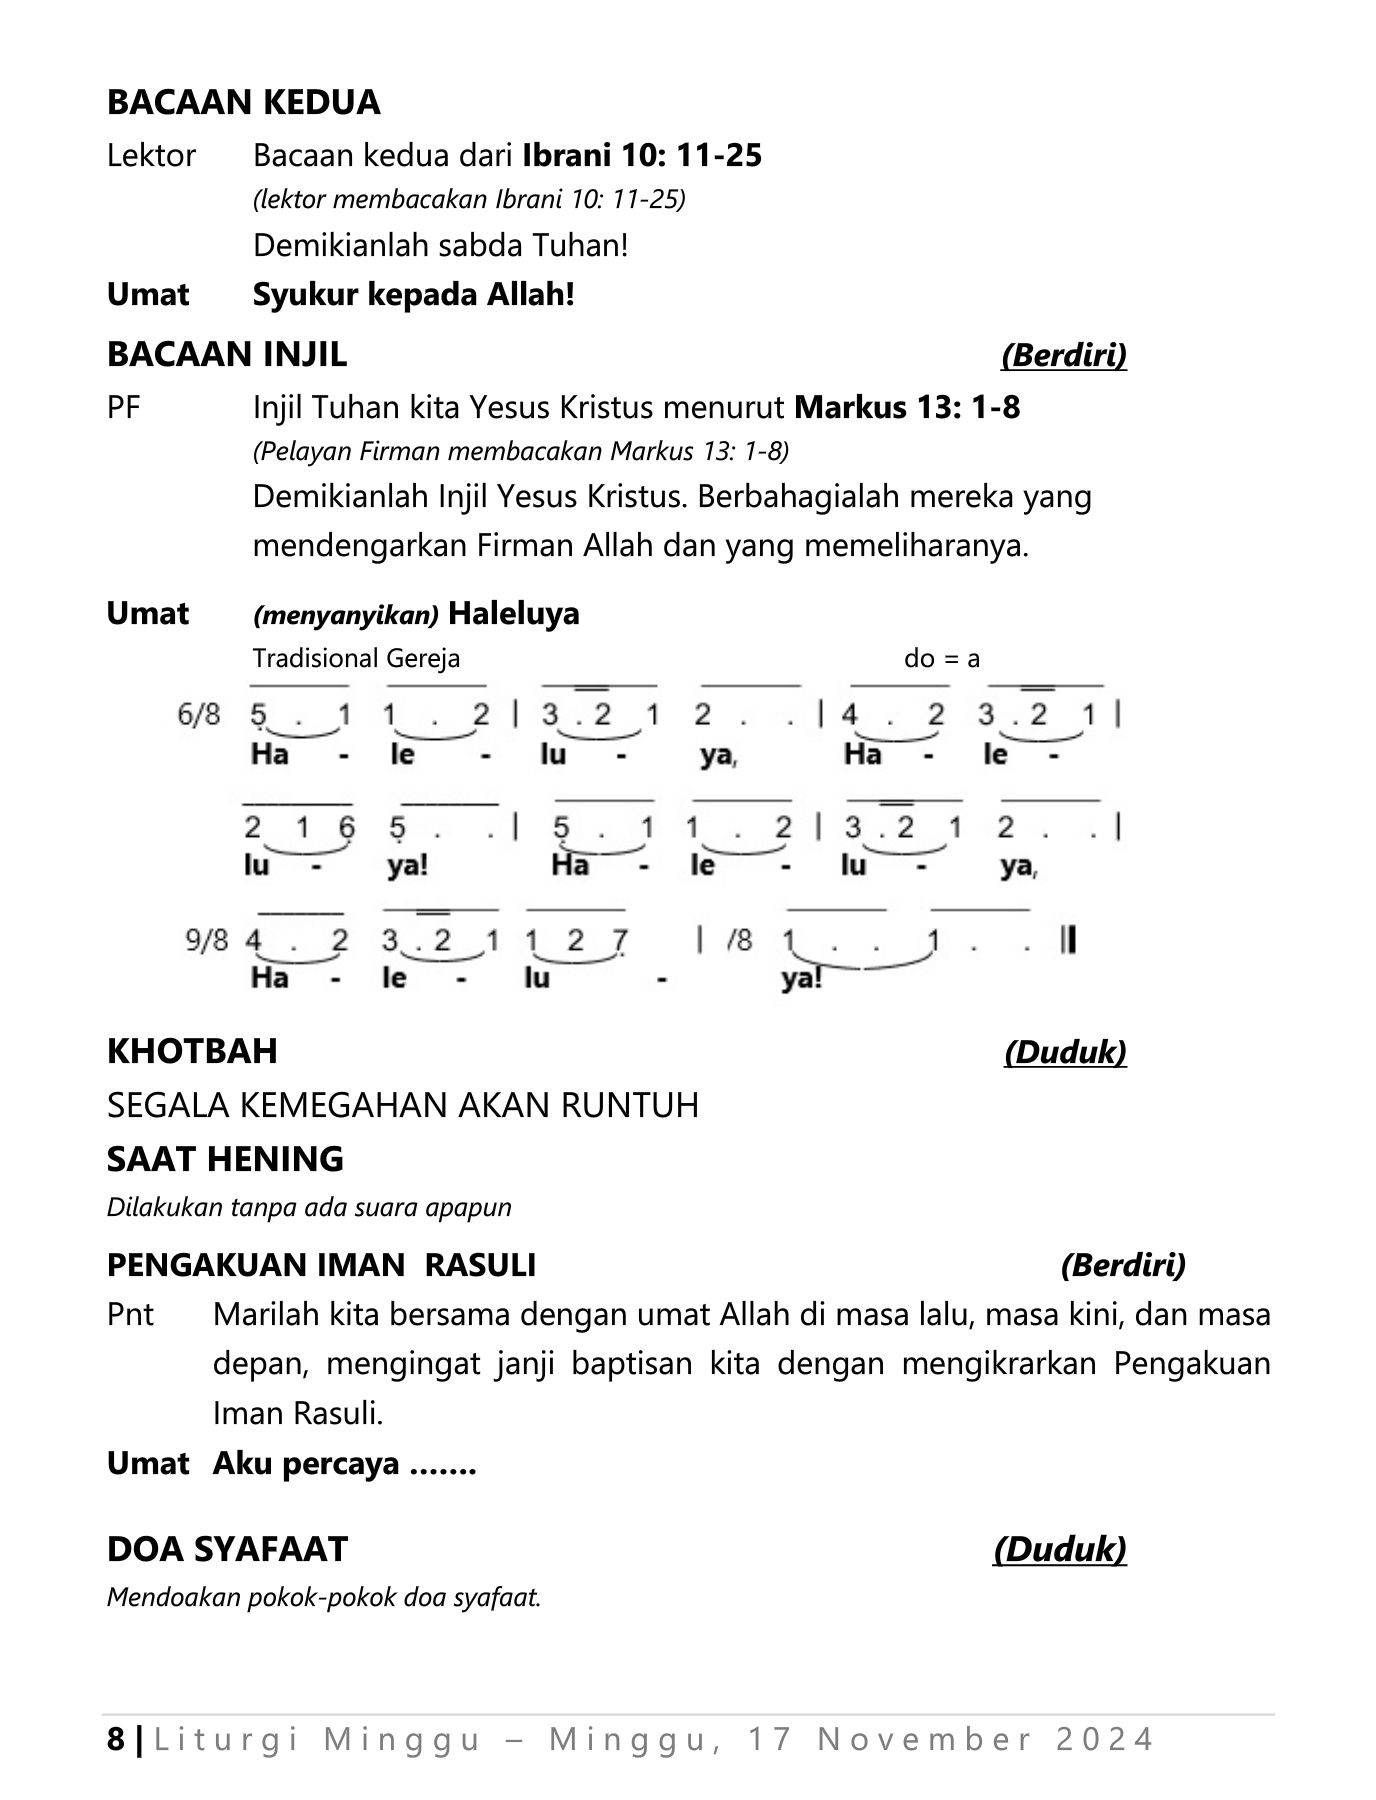 BACAAN KEDUA
Lektor Bacaan kedua dari Ibrani 10: 11-25
(lektor membacakan Ibrani 10: 11-25)
Demikianlah sabda Tuhan!
Umat Syukur kepada Allah!
BACAAN INJIL (Berdiri)
PF Injil Tuhan kita Yesus Kristus menurut Markus 13: 1-8
(Pelayan Firman membacakan Markus 13: 1-8)
Demikianlah Injil Yesus Kristus. Berbahagialah mereka yang
mendengarkan Firman Allah dan yang memeliharanya.
Umat (menyanyikan) Haleluya
Tradisional Gereja do = a
6/8 5̣ . 1 1 . 2 | 3 . 2 1 2 . . | 4 . 2 3 . 2 1 |
Ha - le - lu - ya, Ha - le -
2 1 6̣ 5̣ . . | 5̣ . 1 1 . 2 | 3 . 2 1 2 . . |
lu - ya! Ha - le - lu - ya,
9/8 4 . 2 3 . 2 1 1 2 7̣ | /8 1 . . 1 . . ||
Ha - le - lu - ya!
KHOTBAH (Duduk)
SEGALA KEMEGAHAN AKAN RUNTUH
SAAT HENING
Dilakukan tanpa ada suara apapun
PENGAKUAN IMAN RASULI (Berdiri)
Pnt Marilah kita bersama dengan umat Allah di masa lalu, masa kini, dan masa
depan, mengingat janji baptisan kita dengan mengikrarkan Pengakuan
Iman Rasuli.
Umat Aku percaya .......
DOA SYAFAAT (Duduk)
Mendoakan pokok-pokok doa syafaat.
8 | Liturgi Minggu – Minggu, 17 November 2024